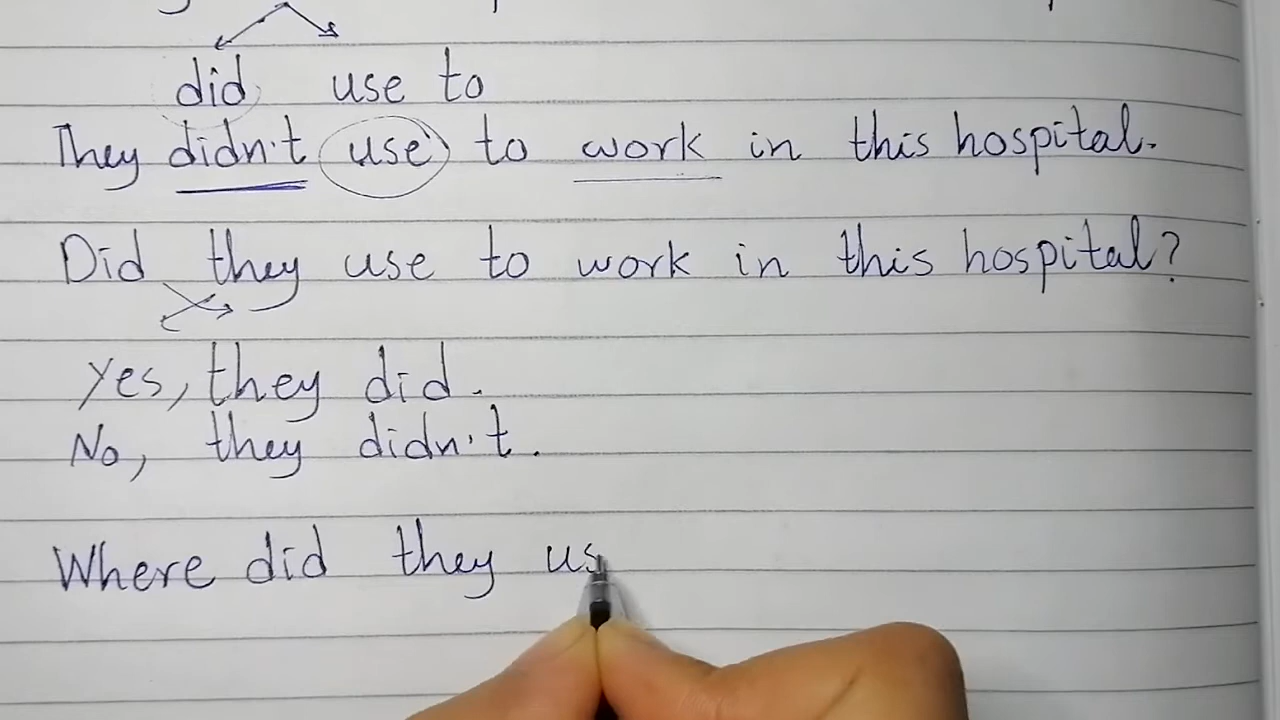 did use to
They didn't use to work in this hospital.
Did they use to work in this hospital?
Yes, they did.
No, they didn't.
Where did they us